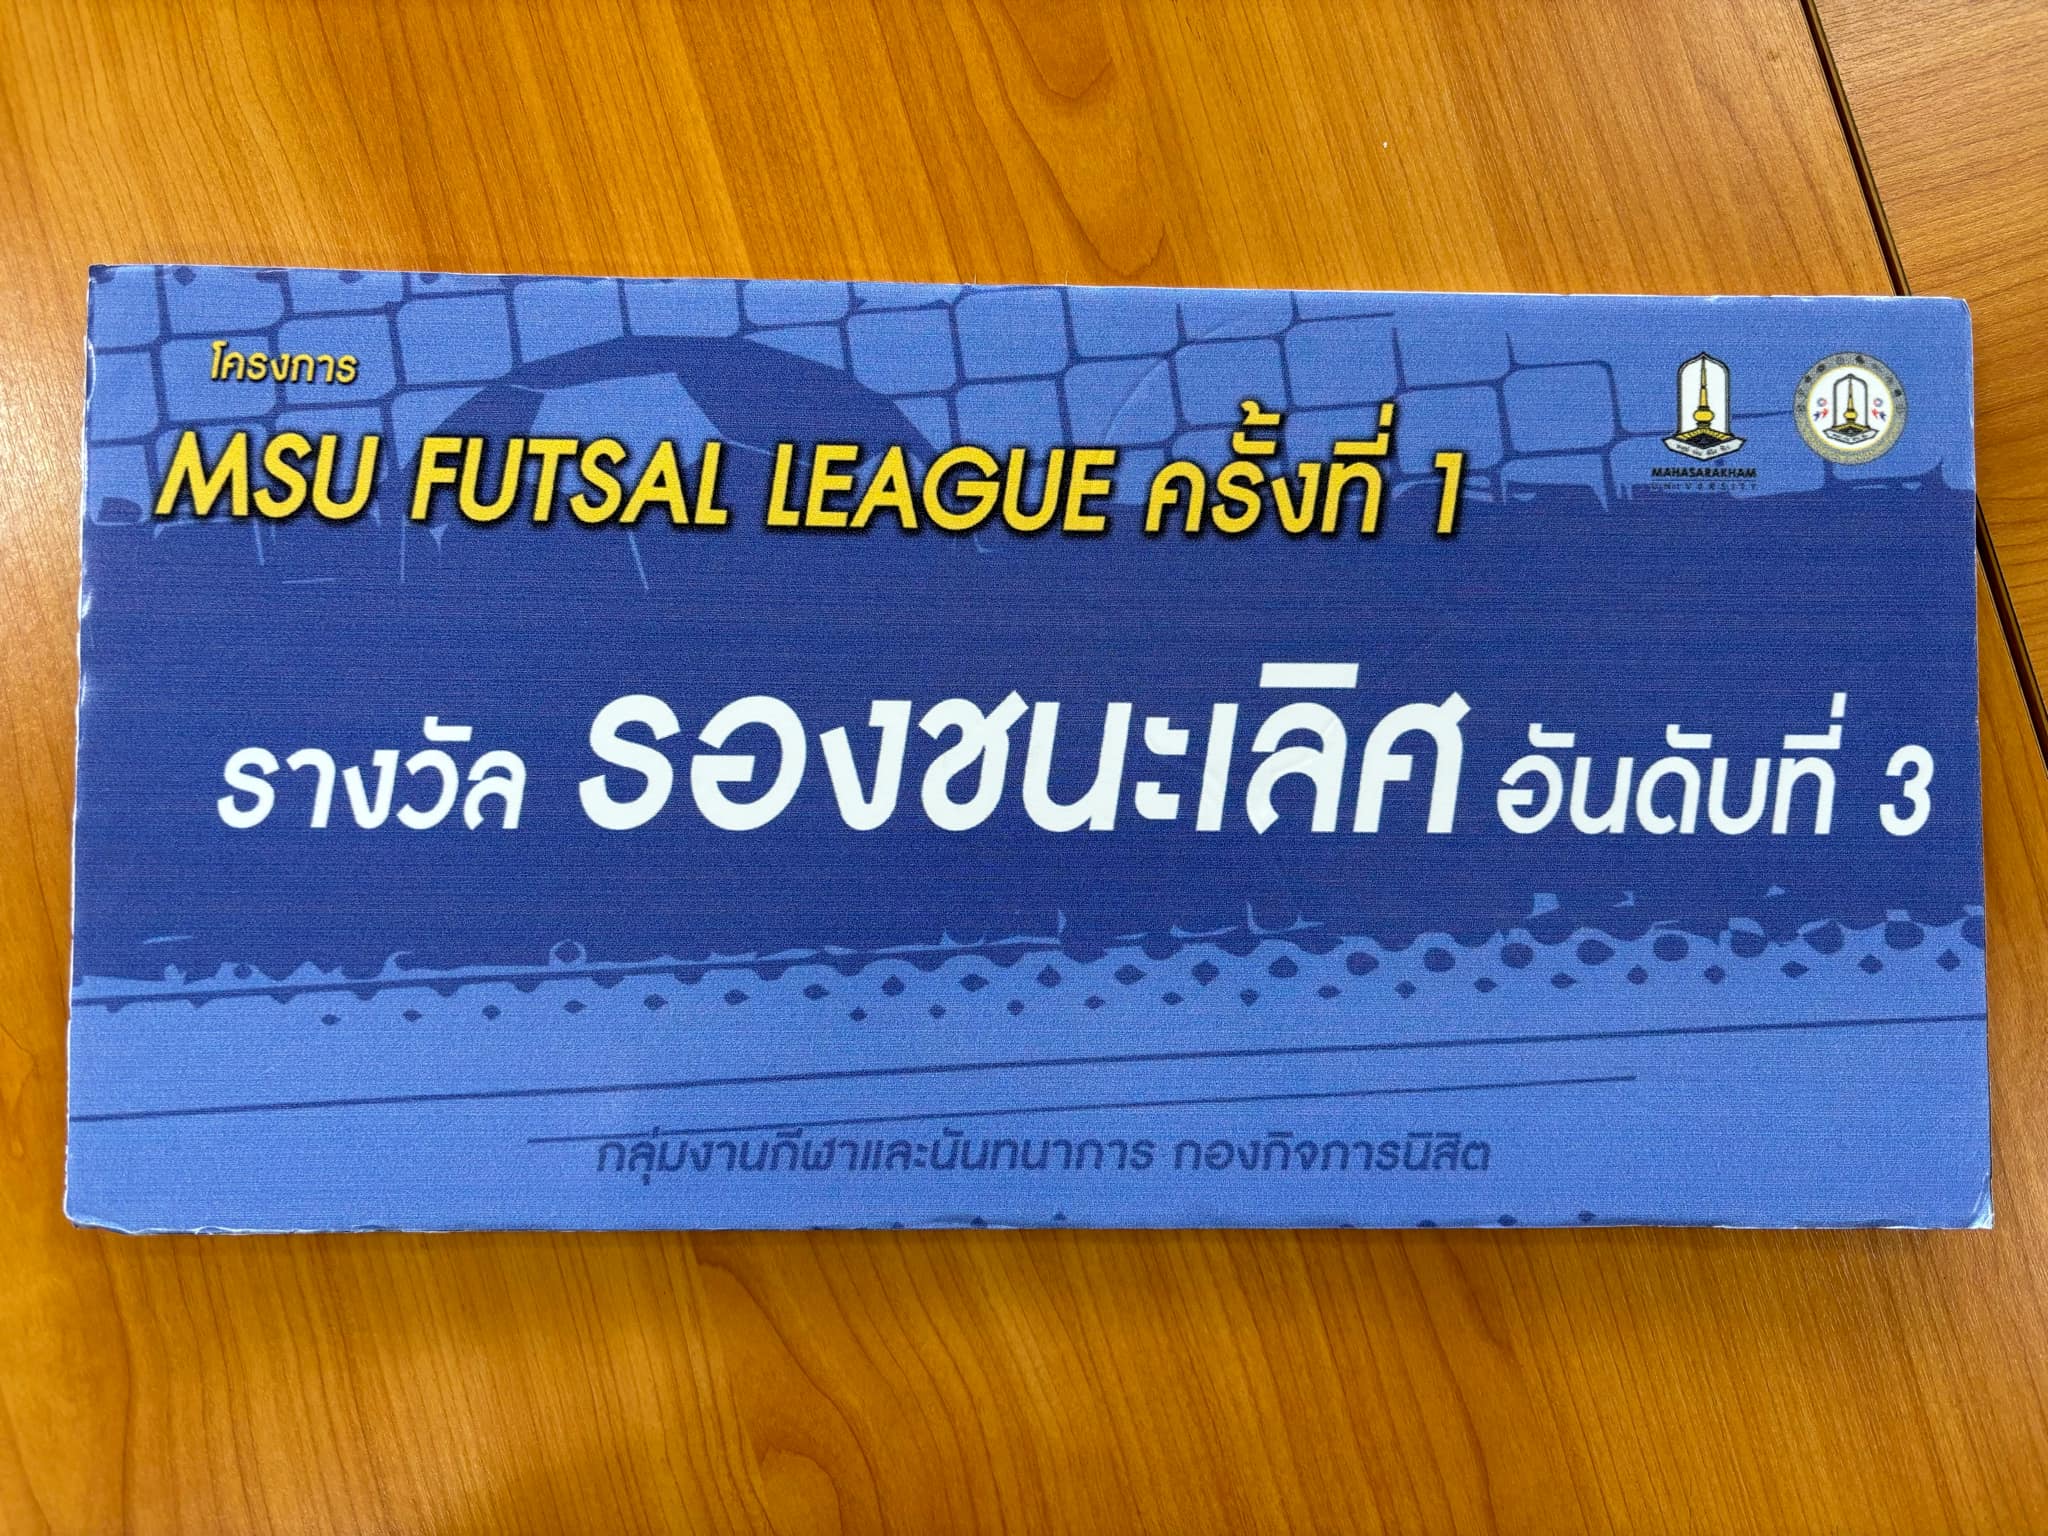 โครงการ
MSU FUTSAL LEAGUE ครั้งที่ 1
MAHASARAKHAM
UNIVERSITY
รางวัล รองชนะเลิศ อันดับที่ 3
กลุ่มงานกีฬาและนันทนาการ กองกิจการนิสิต